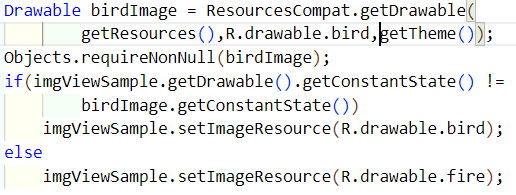 Drawable birdImage = ResourcesCompat.getDrawable(
getResources(),R.drawable.bird,getTheme());
Objects.requireNonNull(birdImage);
if(imgViewSample.getDrawable().getConstantState() !=
birdImage.getConstantState())
imgViewSample.setImageResource(R.drawable.bird);
else
imgViewSample.setImageResource(R.drawable.fire);